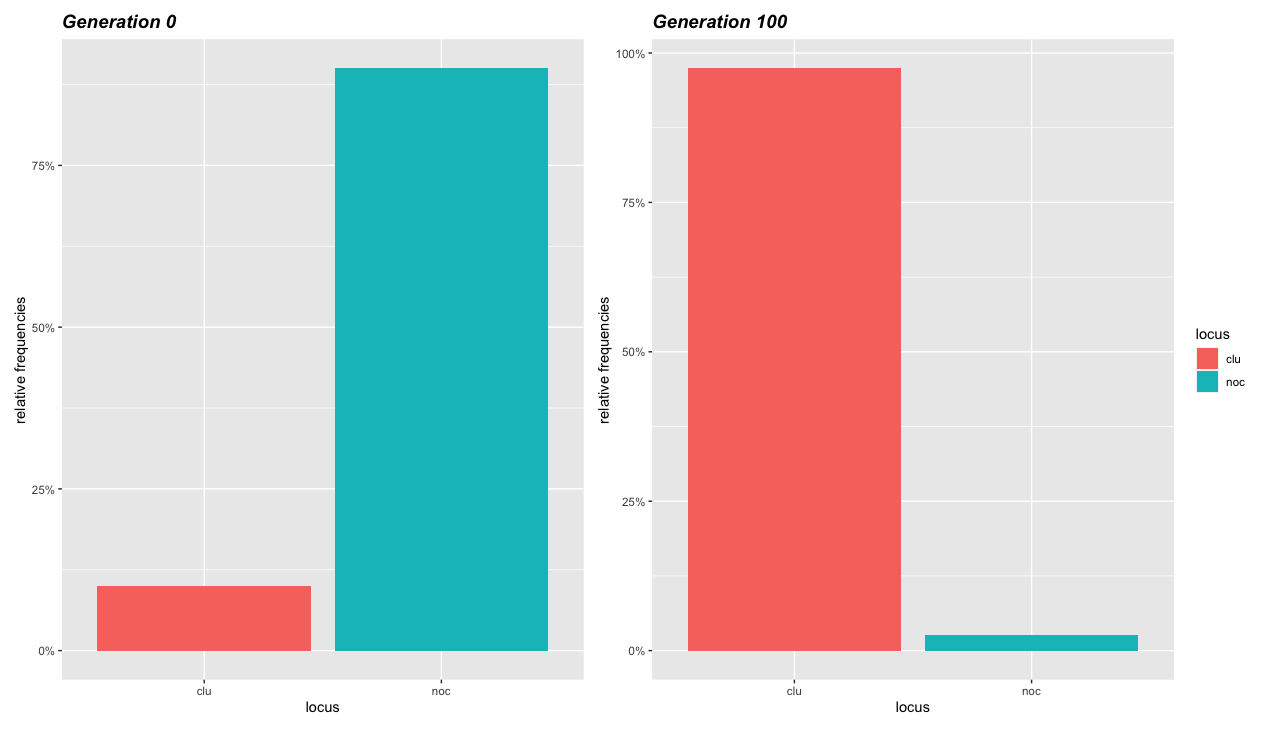 Generation 0
relative frequencies
75%
50%
25%
0%
clu noc
locus
Generation 100
relative frequencies
100%
75%
50%
25%
0%
clu noc
locus
locus
clu
noc